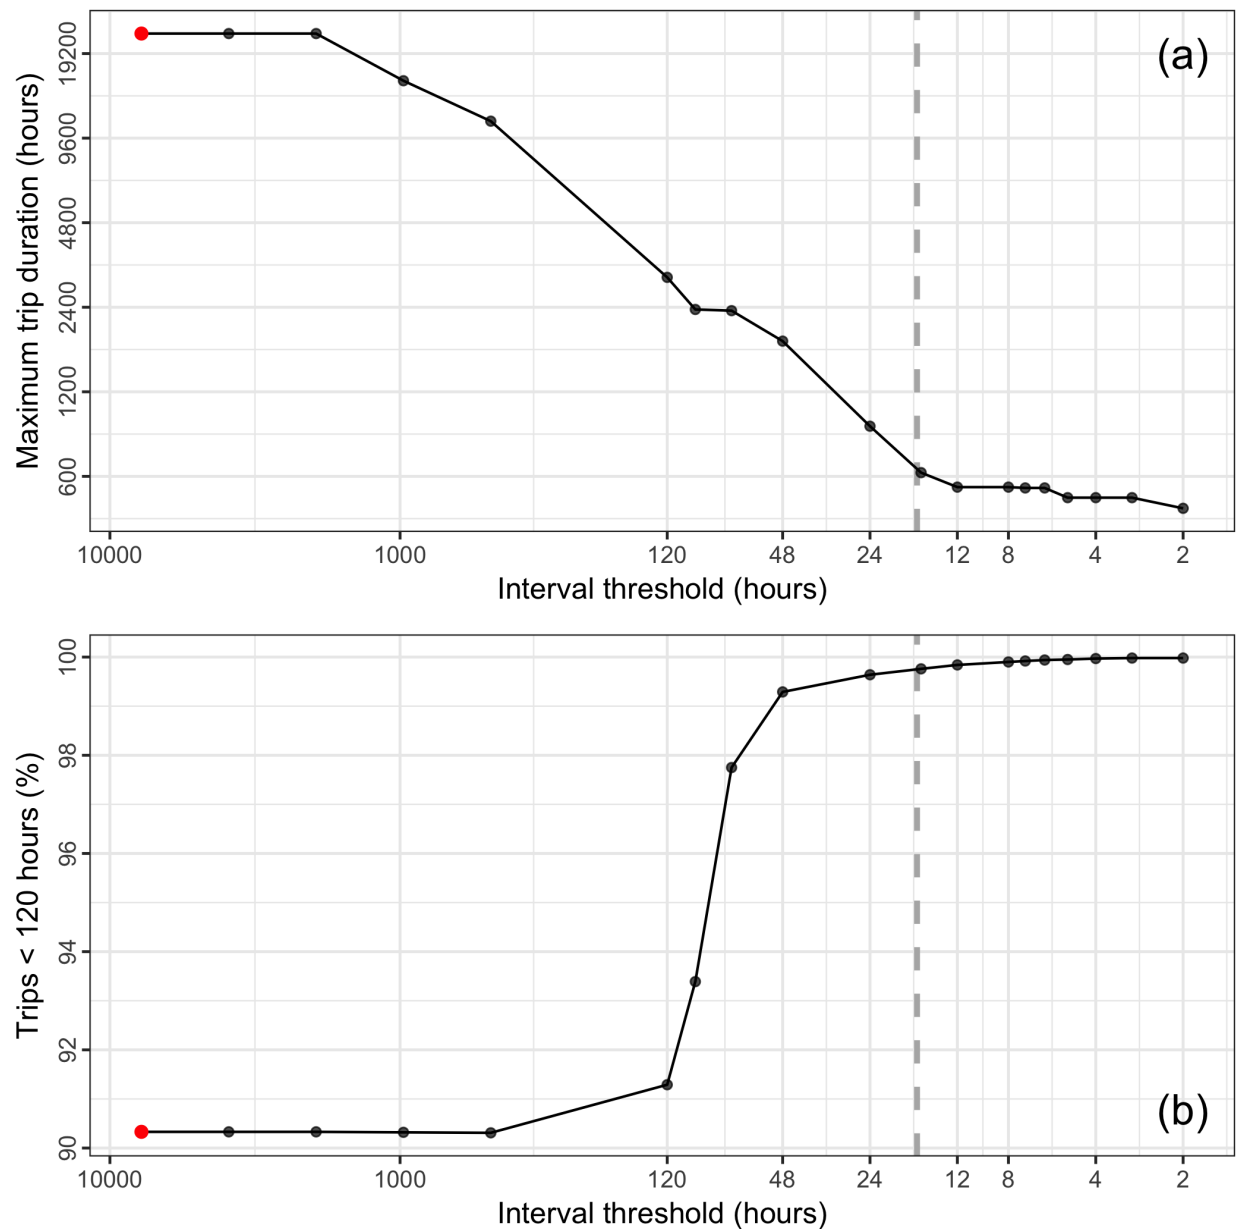 (a)
Maximum trip duration (hours)
19200
9600
4800
2400
1200
600
10000 1000 120 48 24 12 8 4 2
Interval threshold (hours)
(b)
Trips < 120 hours (%)
100
98
96
94
92
90
10000 1000 120 48 24 12 8 4 2
Interval threshold (hours)